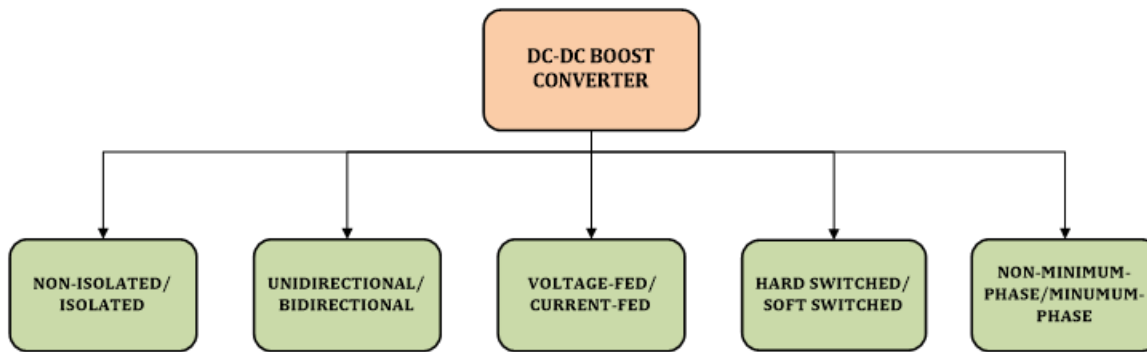 DC-DC BOOST
CONVERTER
NON-ISOLATED/
ISOLATED
UNIDIRECTIONAL/
BIDIRECTIONAL
VOLTAGE-FED/
CURRENT-FED
HARD SWITCHED/
SOFT SWITCHED
NON-MINIMUM-
PHASE/MINUMUM-
PHASE